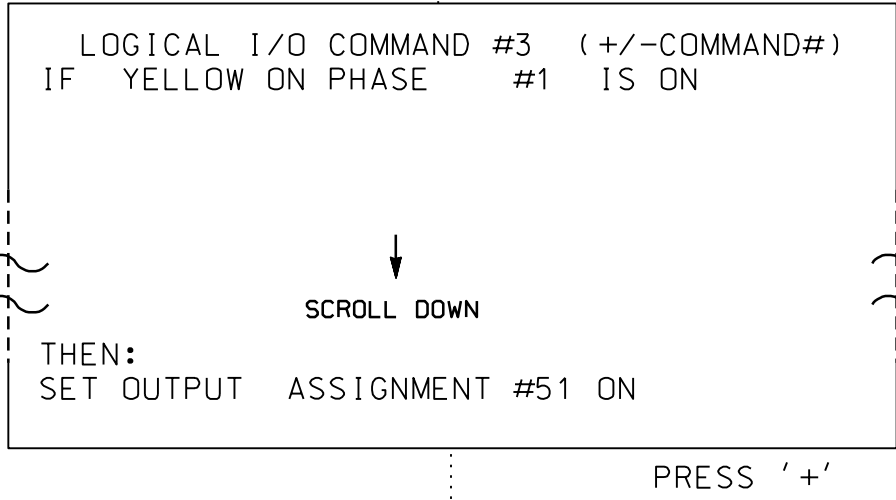 LOGICAL I/O COMMAND #3 (+/-COMMAND#)
IF YELLOW ON PHASE #1 IS ON
SCROLL DOWN
THEN:
SET OUTPUT ASSIGNMENT #51 ON
PRESS '+'